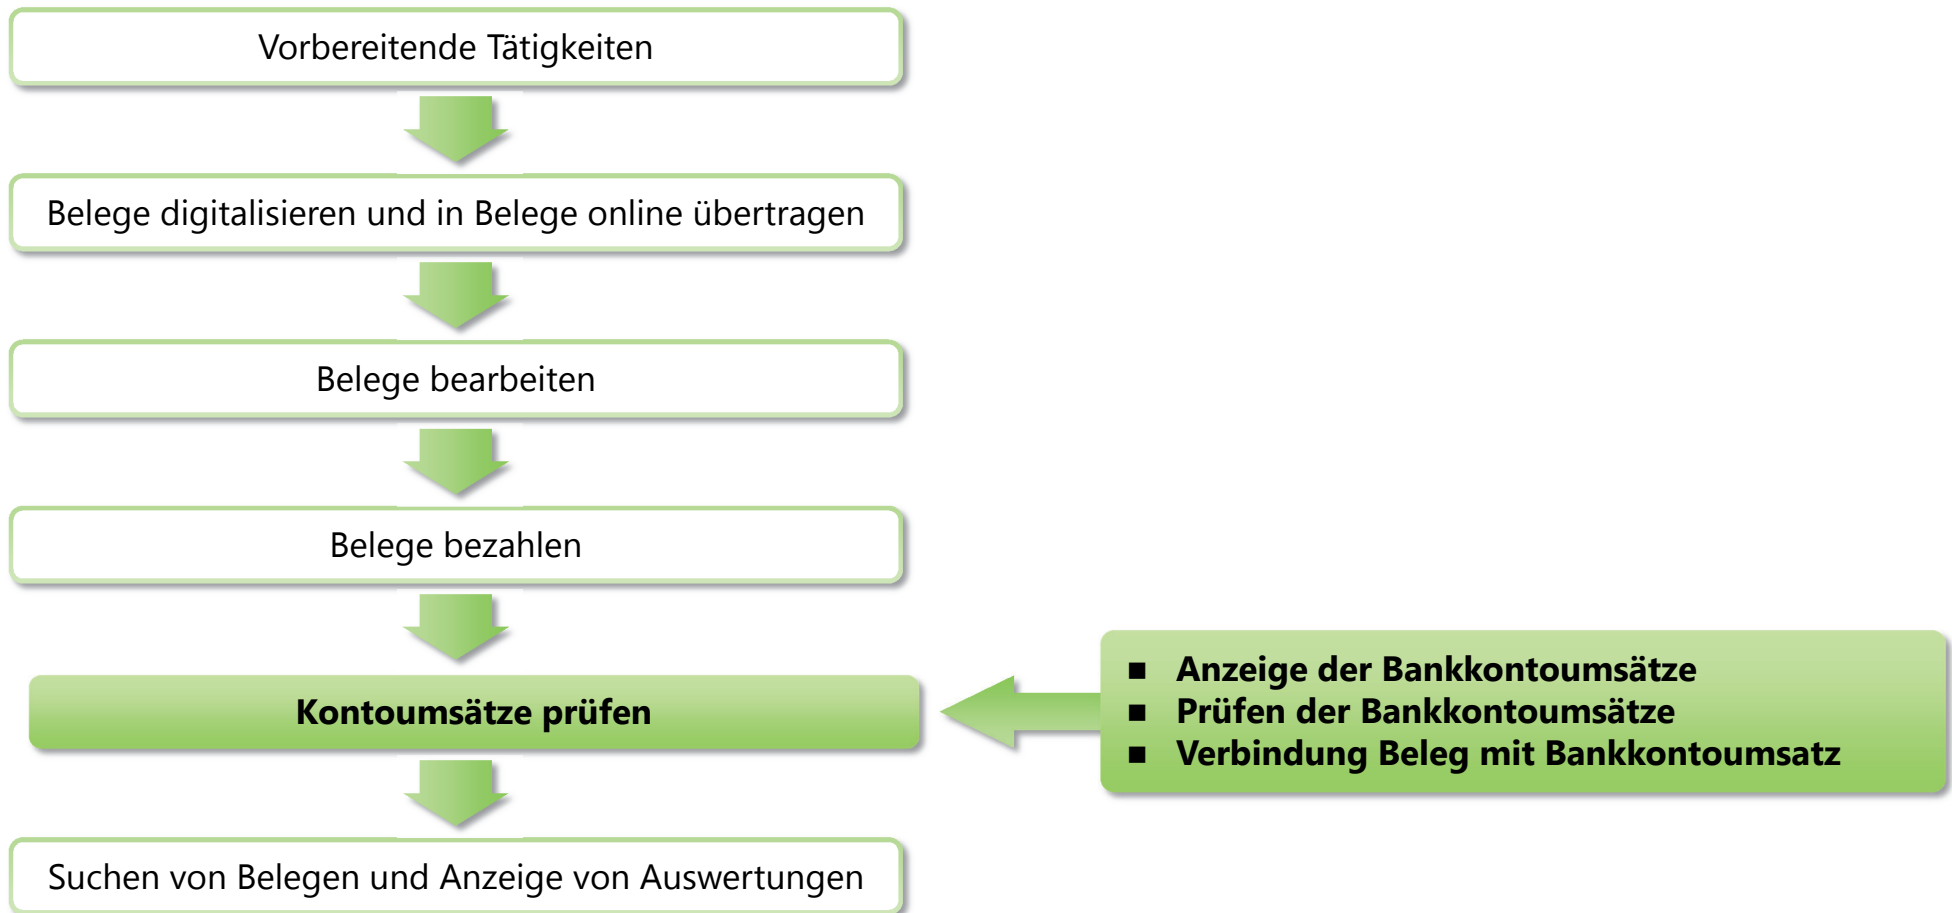 Vorbereitende Tätigkeiten
Belege digitalisieren und in Belege online übertragen
Belege bearbeiten
Belege bezahlen
Kontoumsätze prüfen
■ Anzeige der Bankkontoumsätze
■ Prüfen der Bankkontoumsätze
■ Verbindung Beleg mit Bankkontoumsatz
Suchen von Belegen und Anzeige von Auswertungen